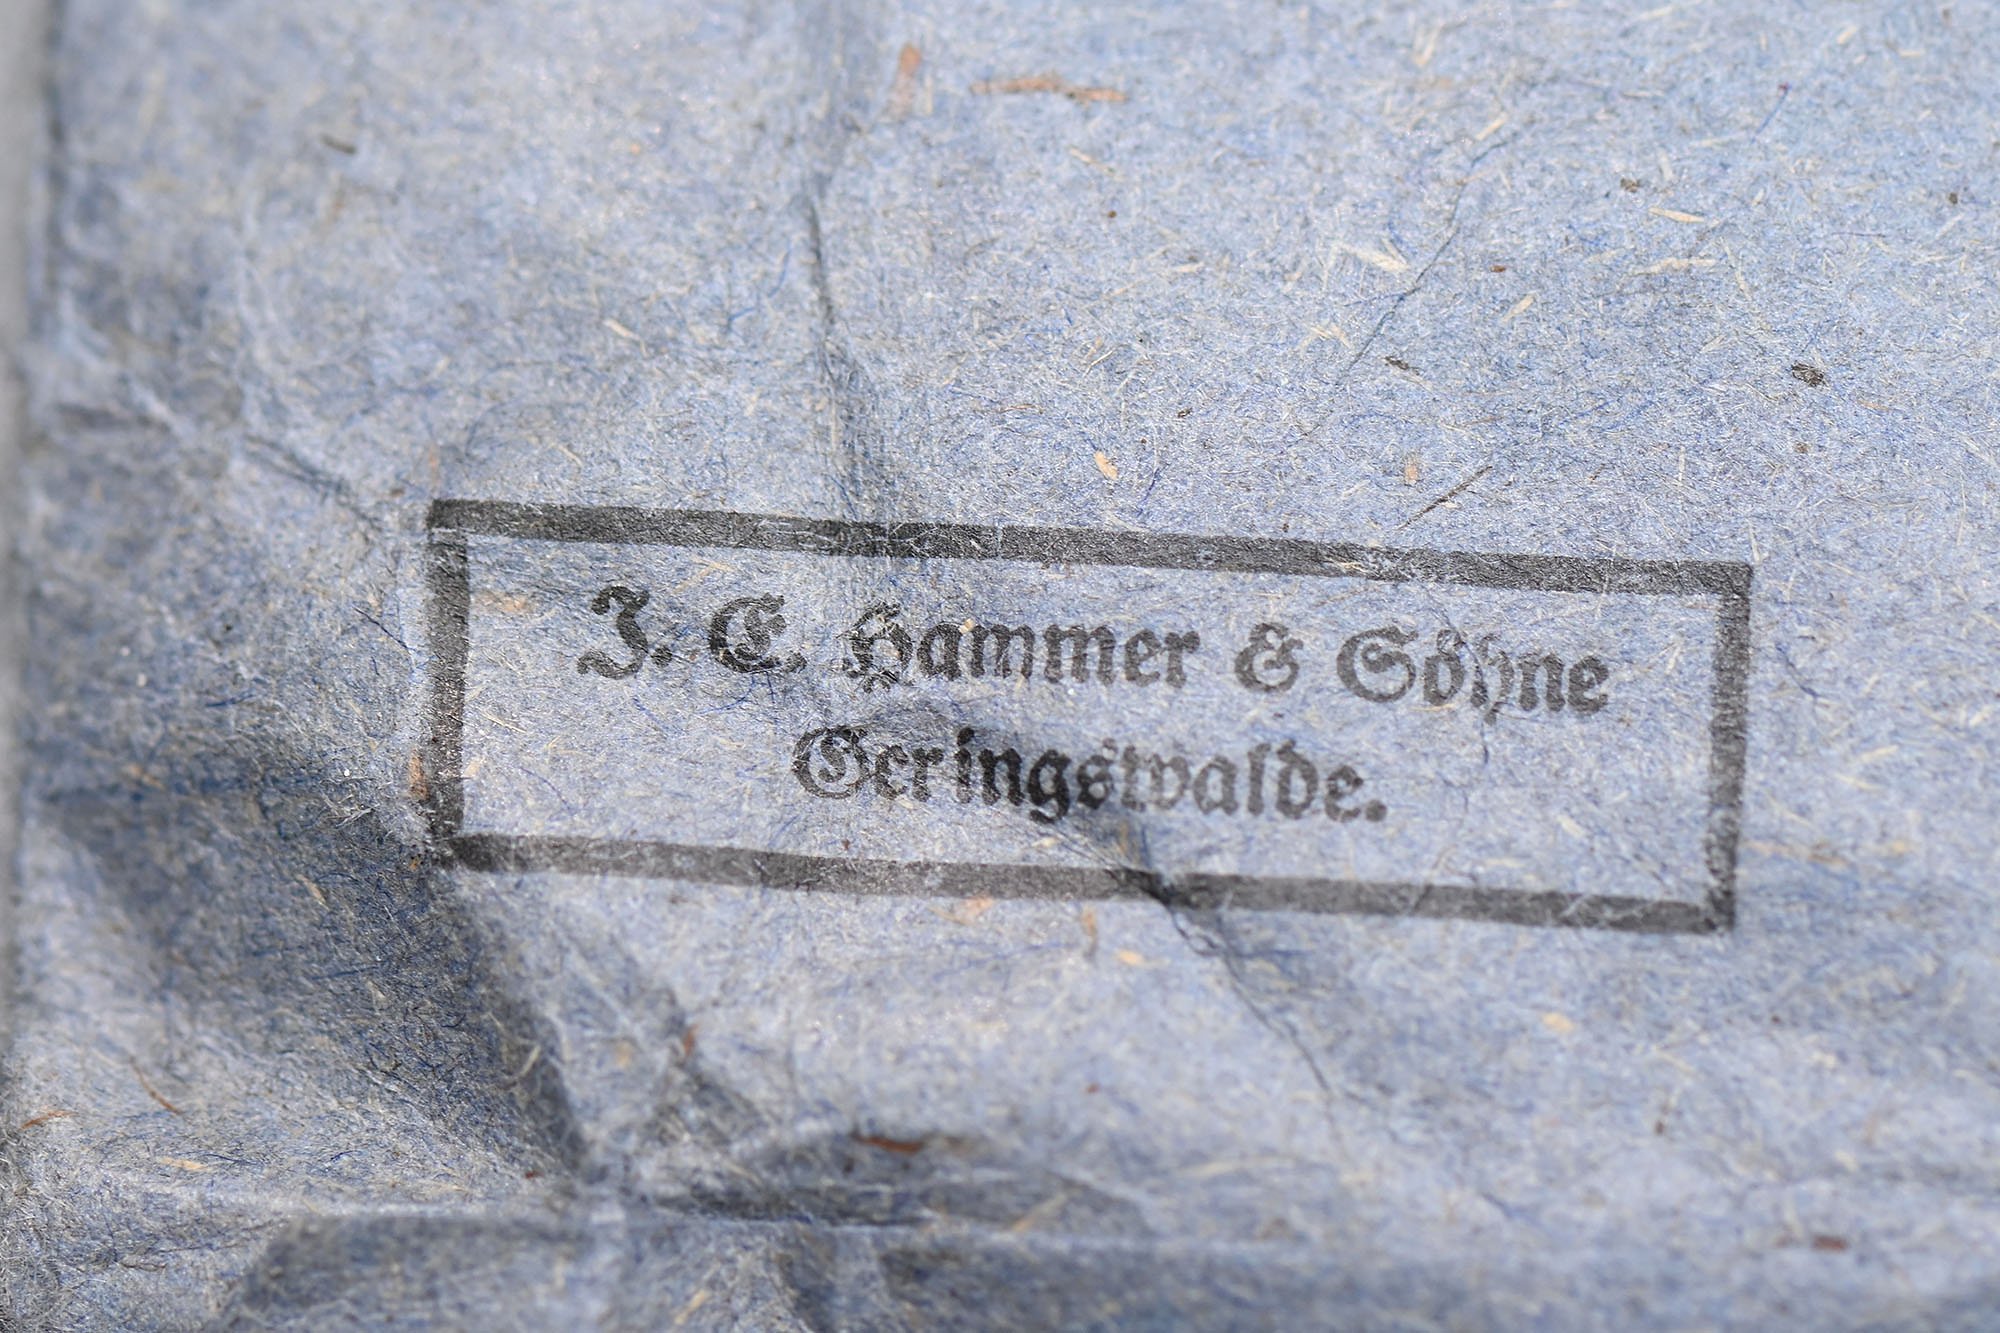 J. E. Hammer & Söhne
Geringswalde.